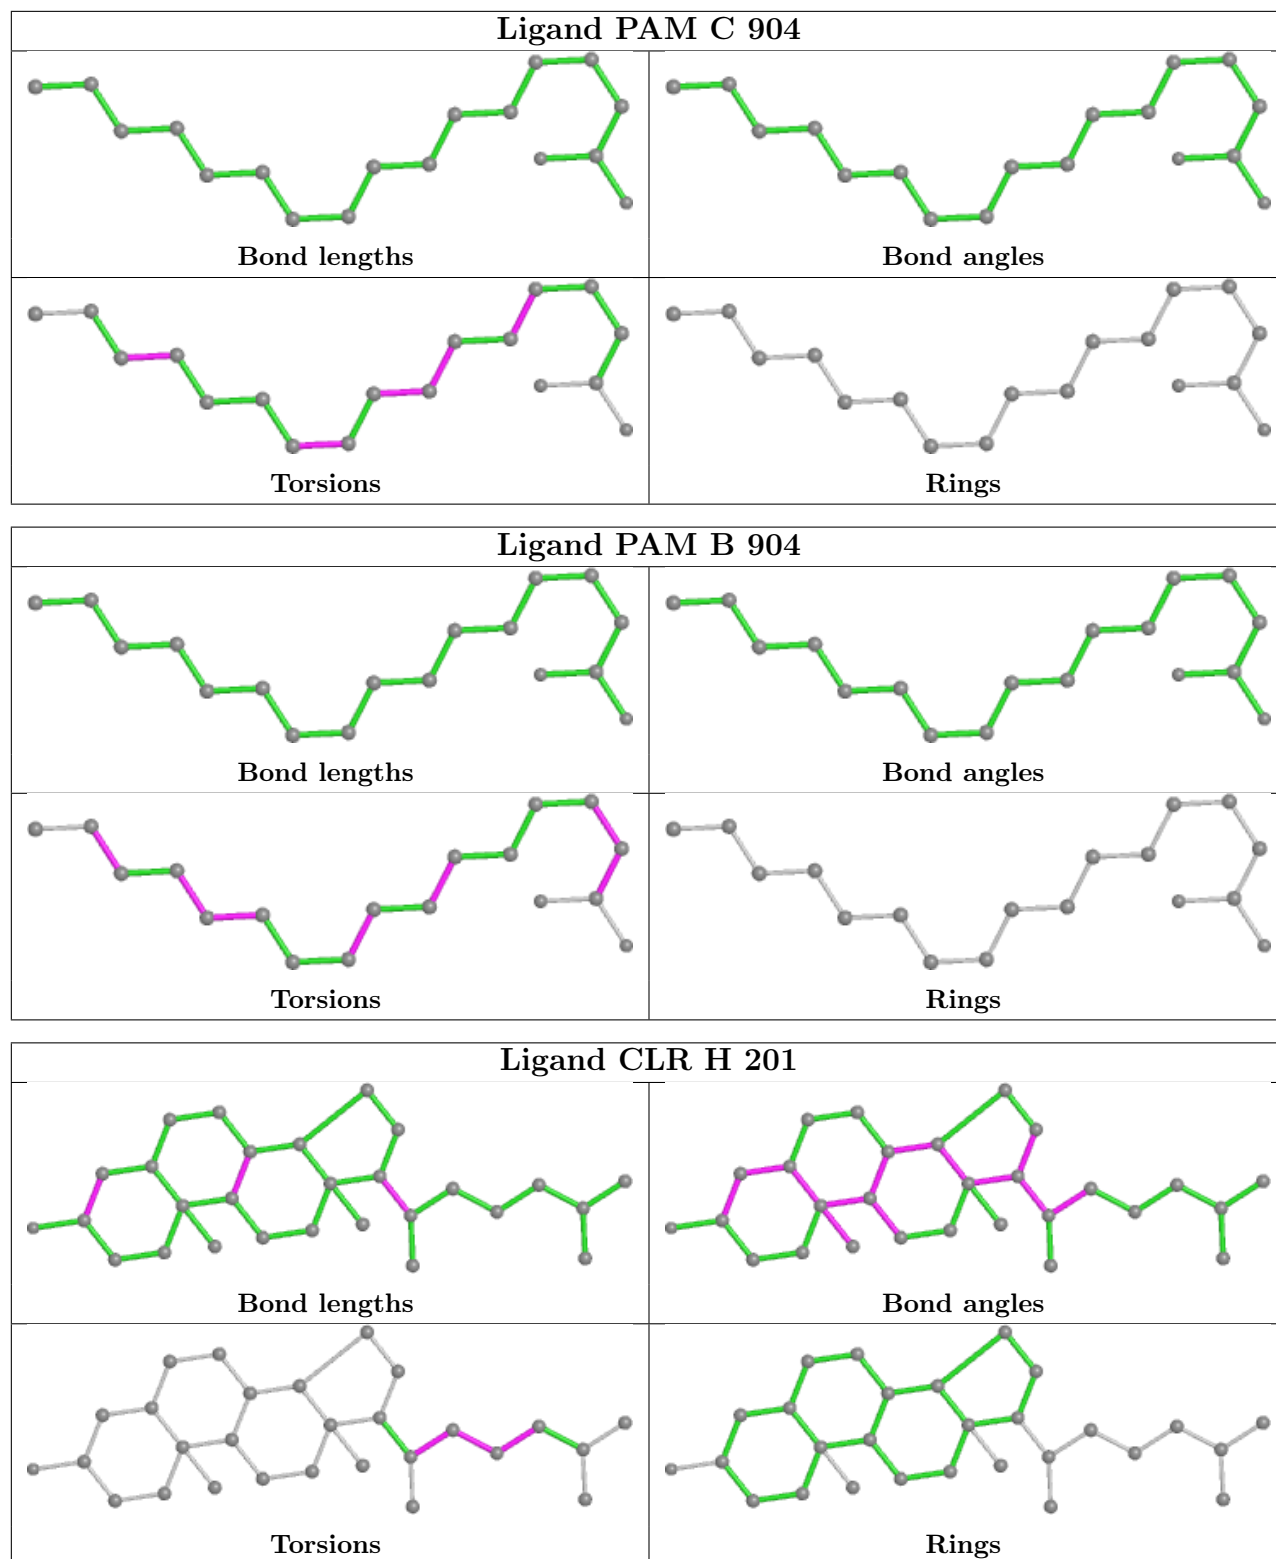 Ligand PAM C 904
Bond lengths
Bond angles
Torsions
Rings
Ligand PAM B 904
Bond lengths
Bond angles
Torsions
Rings
Ligand CLR H 201
Bond lengths
Bond angles
Torsions
Rings